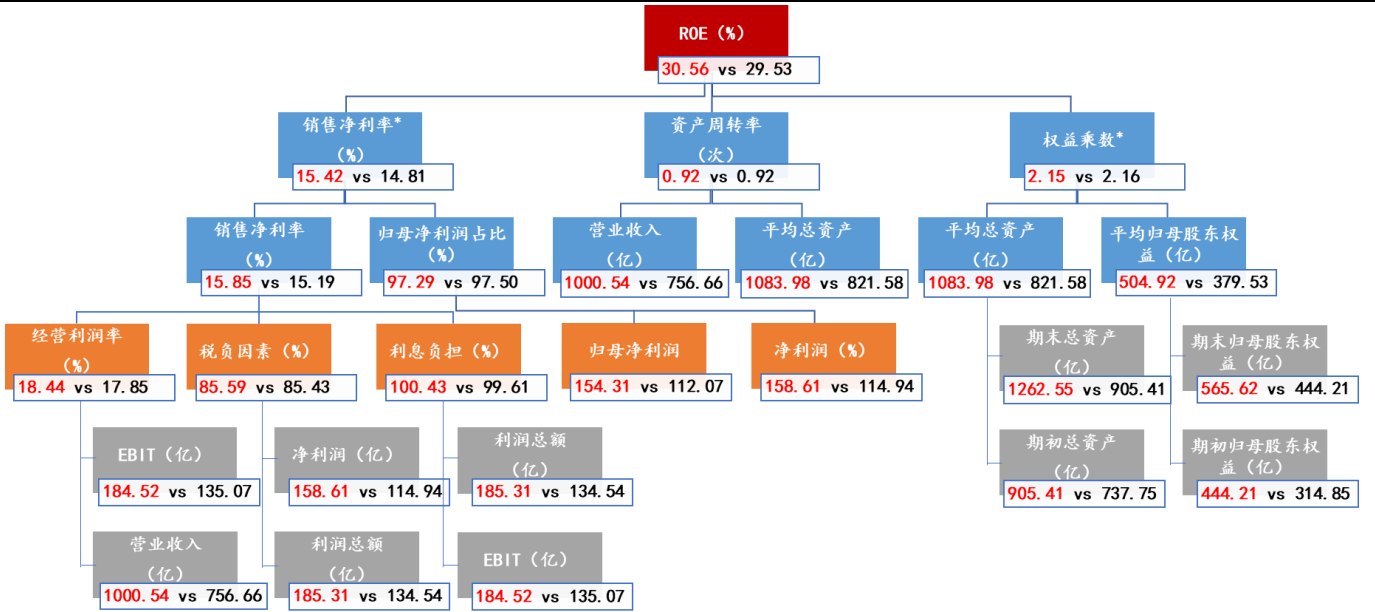 ROE（%）
30.56 vs 29.53
销售净利率*
（%）
15.42 vs 14.81
资产周转率
（次）
0.92 vs 0.92
权益乘数*
2.15 vs 2.16
销售净利率
（%）
15.85 vs 15.19
归母净利润占比
（%）
97.29 vs 97.50
营业收入
（亿）
1000.54 vs 756.66
平均总资产
（亿）
1083.98 vs 821.58
平均总资产
（亿）
1083.98 vs 821.58
平均归母股东权
益（亿）
504.92 vs 379.53
经营利润率
（%）
18.44 vs 17.85
税负因素（%）
85.59 vs 85.43
利息负担（%）
100.43 vs 99.61
归母净利润
154.31 vs 112.07
净利润（%）
158.61 vs 114.94
期末总资产
（亿）
1262.55 vs 905.41
期末归母股东权
益（亿）
565.62 vs 444.21
EBIT（亿）
184.52 vs 135.07
净利润（亿）
158.61 vs 114.94
利润总额
（亿）
185.31 vs 134.54
期初总资产
（亿）
905.41 vs 737.75
期初归母股东权
益（亿）
444.21 vs 314.85
营业收入
（亿）
1000.54 vs 756.66
利润总额
（亿）
185.31 vs 134.54
EBIT（亿）
184.52 vs 135.07